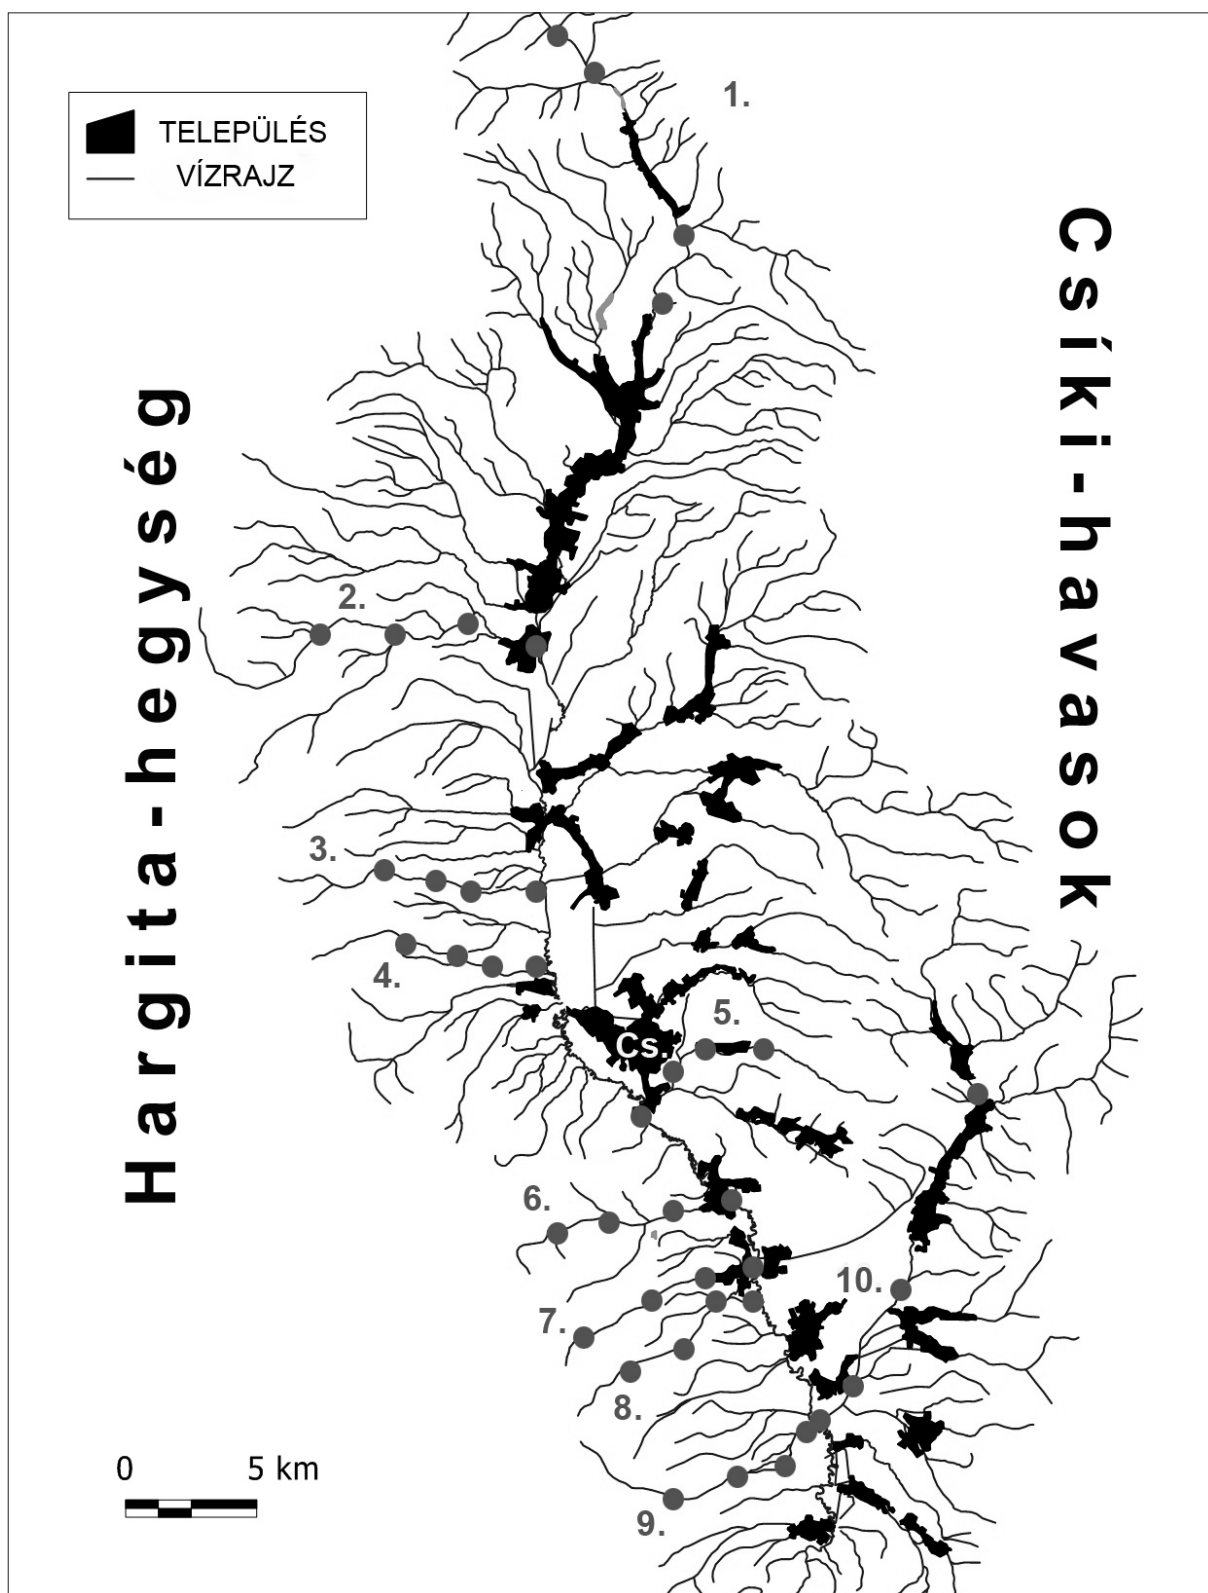 1.
TELEPÜLÉS
VÍZRAJZ
Hargita-hegység
Csíki-havasok
2.
3.
4.
5.
Cs.
6.
7.
8.
9.
10.
0 5 km